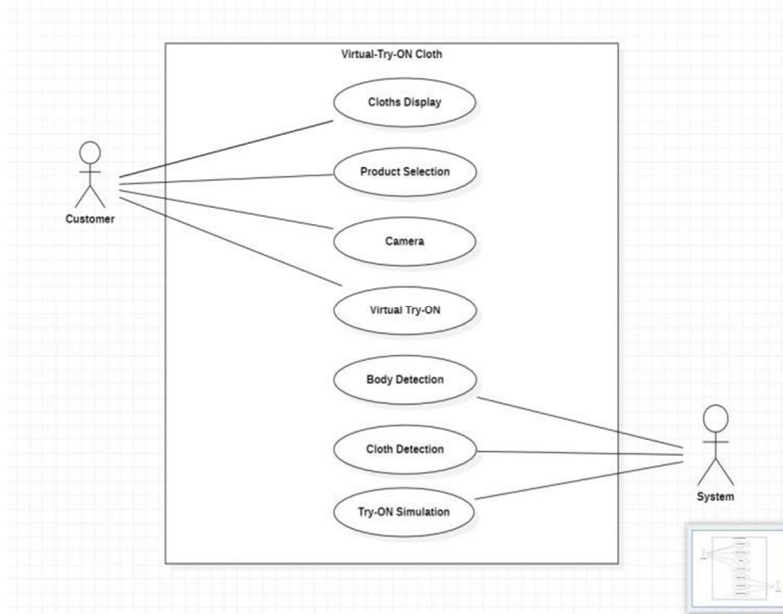 Virtual-Try-ON Cloth
Cloths Display
Product Selection
Camera
Customer
Virtual Try-ON
Body Detection
Cloth Detection
System
Try-ON Simulation